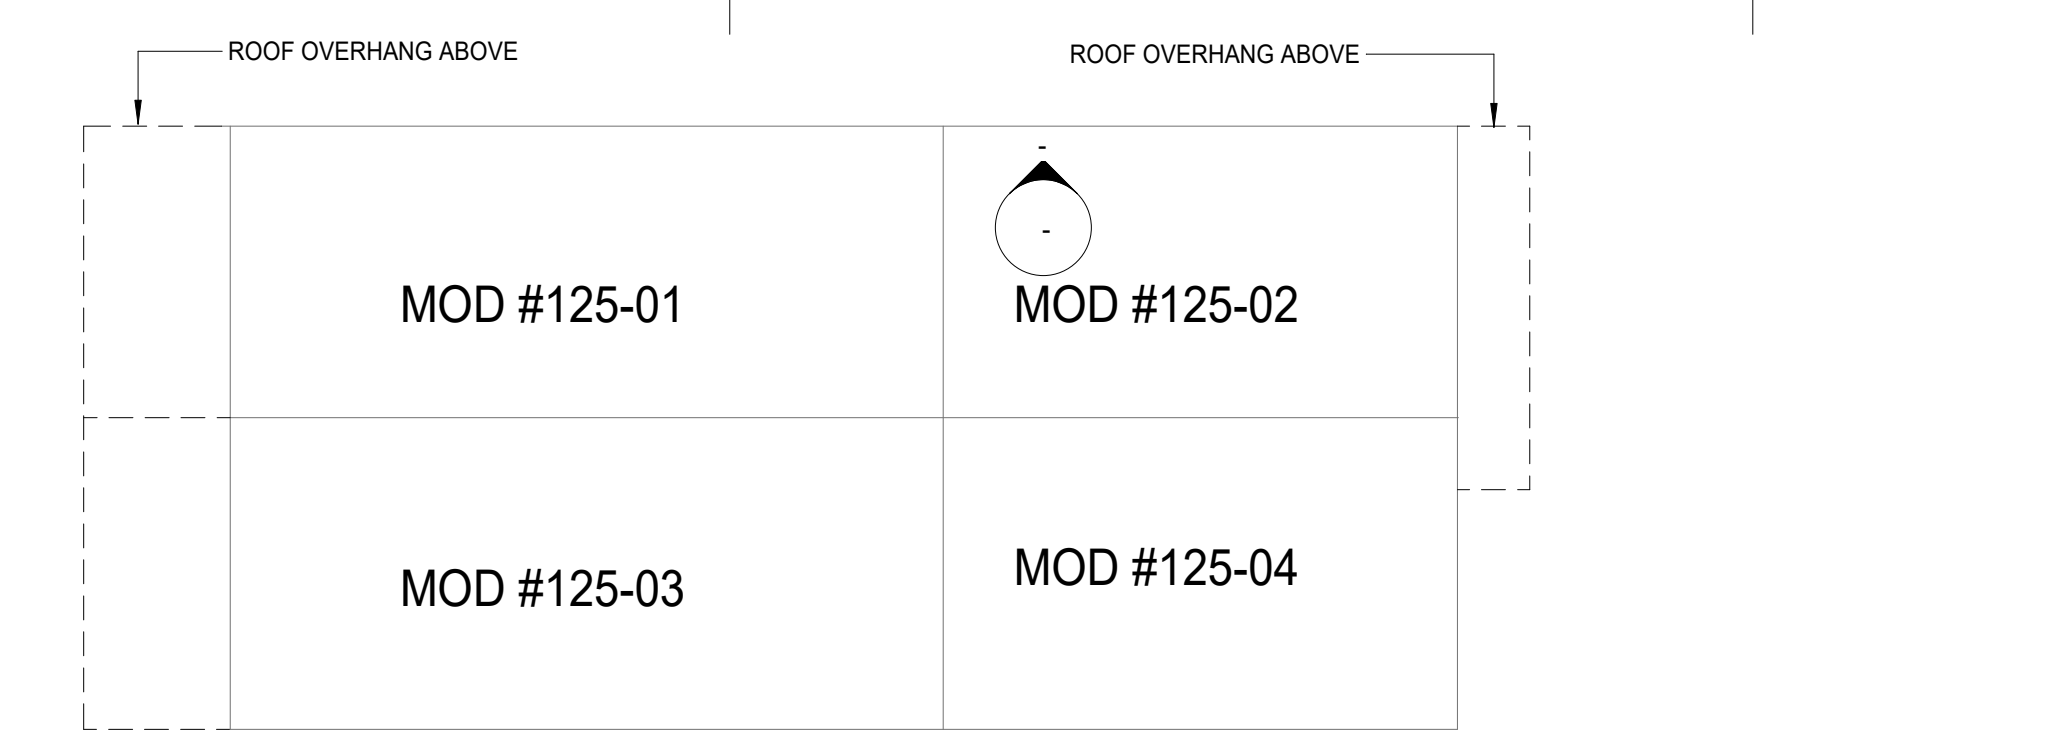 ROOF OVERHANG ABOVE
ROOF OVERHANG ABOVE
-
-
MOD #125-01
MOD #125-02
MOD #125-03
MOD #125-04